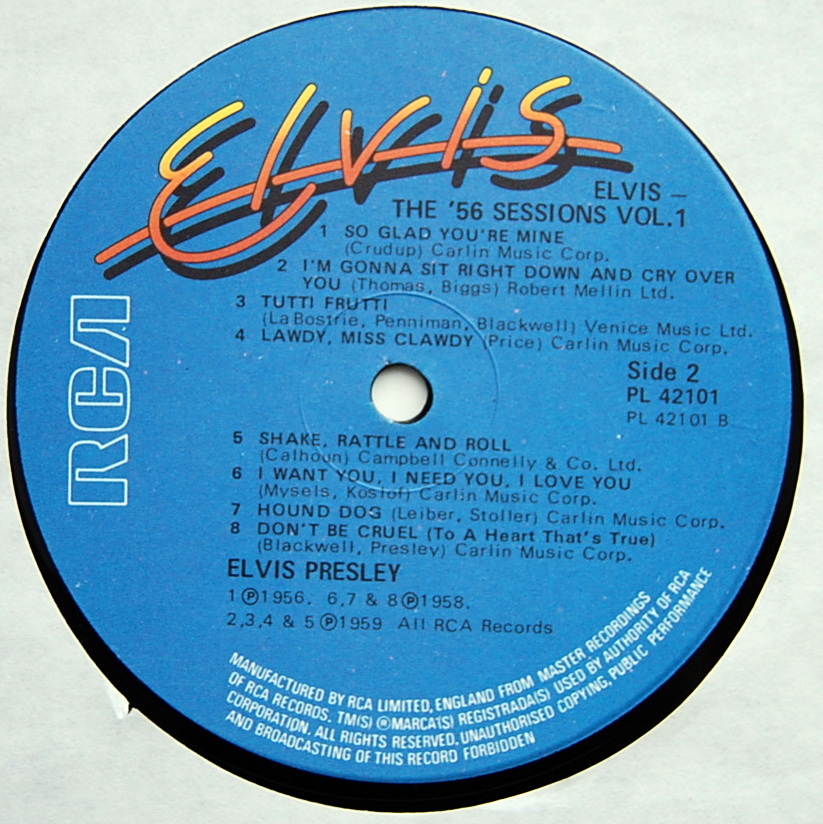 Elvis
ELVIS –
THE '56 SESSIONS VOL.1
1 SO GLAD YOU'RE MINE
(Crudup) Carlin Music Corp.
2 I'M GONNA SIT RIGHT DOWN AND CRY OVER
YOU (Thomas, Biggs) Robert Mellin Ltd.
3 TUTTI FRUTTI
(La Bostrie, Penniman, Blackwell) Venice Music Ltd.
4 LAWDY, MISS CLAWDY (Price) Carlin Music Corp.
RCA
Side 2
PL 42101
PL 42101 B
5 SHAKE, RATTLE AND ROLL
(Calhoun) Campbell Connelly & Co. Ltd.
6 I WANT YOU, I NEED YOU, I LOVE YOU
(Mysels, Koslof) Carlin Music Corp.
7 HOUND DOG (Leiber, Stoller) Carlin Music Corp.
8 DON'T BE CRUEL (To A Heart That's True)
(Blackwell, Presley) Carlin Music Corp.
ELVIS PRESLEY
1 ℗1956. 6,7 & 8 ℗1958.
2,3,4 & 5 ℗1959 All RCA Records
MANUFACTURED BY RCA LIMITED, ENGLAND FROM MASTER RECORDINGS
OF RCA RECORDS. TM(S) ® MARCA(S) REGISTRADA(S) USED BY AUTHORITY OF RCA
CORPORATION. ALL RIGHTS RESERVED. UNAUTHORISED COPYING, PUBLIC PERFORMANCE
AND BROADCASTING OF THIS RECORD FORBIDDEN